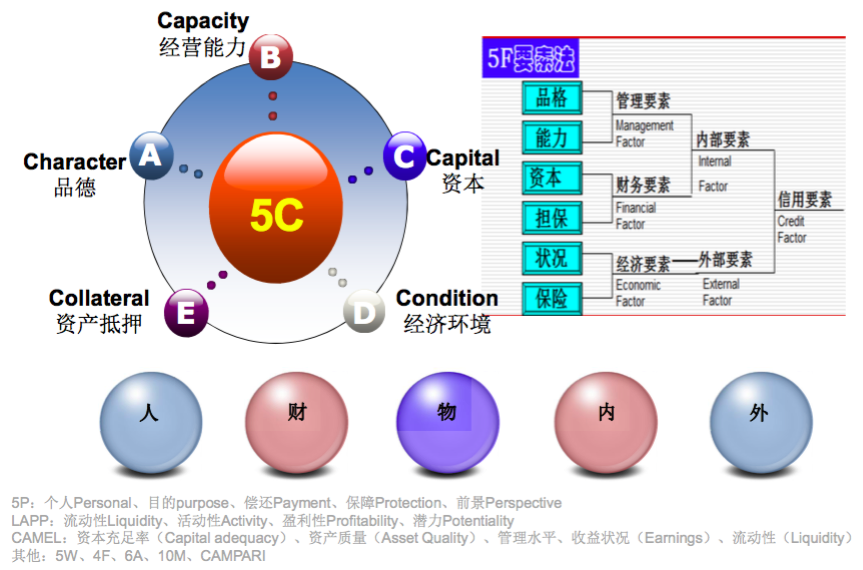 Capacity
经营能力
B
Character
品德
A
C
Capital
资本
5C
Collateral
资产抵押
E
D
Condition
经济环境
5F要素法
品格
能力
资本
担保
状况
保险
管理要素
Management
Factor
财务要素
Financial
Factor
经济要素
Economic
Factor
内部要素
Internal
Factor
外部要素
External
Factor
信用要素
Credit
Factor
人
财
物
内
外
5P：个人Personal、目的purpose、偿还Payment、保障Protection、前景Perspective
LAPP：流动性Liquidity、活动性Activity、盈利性Profitability、潜力Potentiality
CAMEL：资本充足率（Capital adequacy）、资产质量（Asset Quality）、管理水平、收益状况（Earnings）、流动性（Liquidity）
其他：5W、4F、6A、10M、CAMPARI